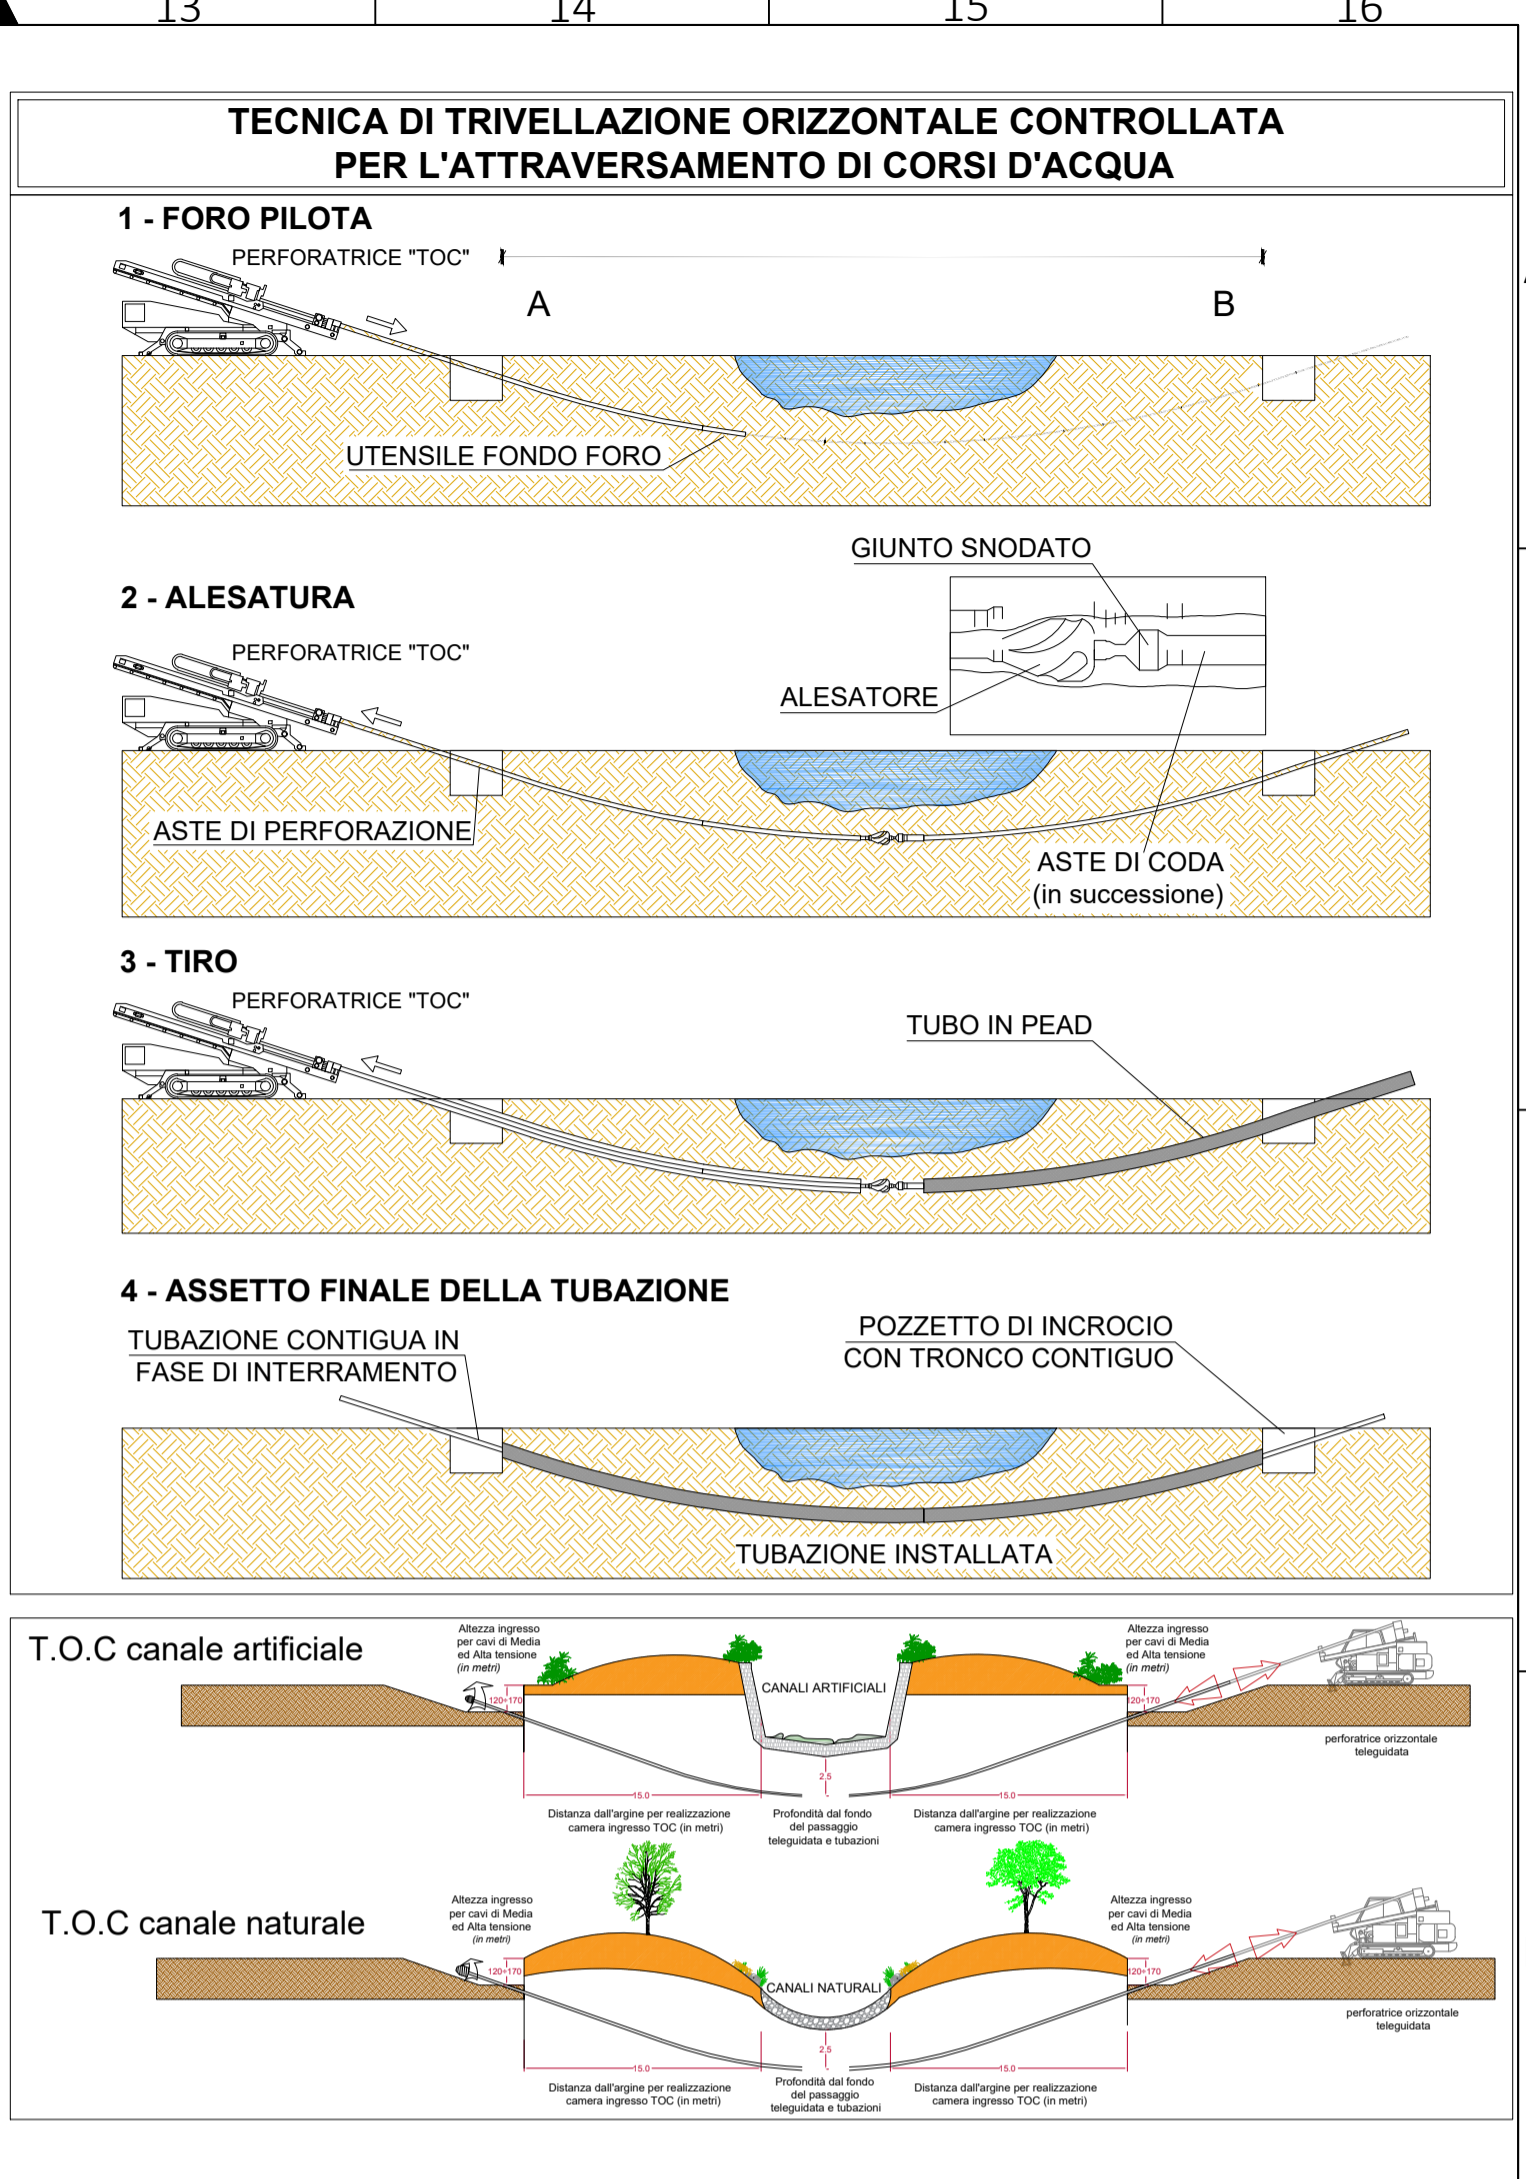 13 14 15 16
TECNICA DI TRIVELLAZIONE ORIZZONTALE CONTROLLATA
PER L'ATTRAVERSAMENTO DI CORSI D'ACQUA
1 - FORO PILOTA
PERFORATRICE "TOC"
A B
UTENSILE FONDO FORO
GIUNTO SNODATO
2 - ALESATURA
PERFORATRICE "TOC"
ALESATORE
ASTE DI PERFORAZIONE
ASTE DI CODA
(in successione)
3 - TIRO
PERFORATRICE "TOC"
TUBO IN PEAD
4 - ASSETTO FINALE DELLA TUBAZIONE
TUBAZIONE CONTIGUA IN
FASE DI INTERRAMENTO
POZZETTO DI INCROCIO
CON TRONCO CONTIGUO
TUBAZIONE INSTALLATA
T.O.C canale artificiale
Altezza ingresso
per cavi di Media
ed Alta tensione
(in metri)
Altezza ingresso
per cavi di Media
ed Alta tensione
(in metri)
CANALI ARTIFICIALI
120÷170
120÷170
perforatrice orizzontale
teleguidata
2.5
15.0
15.0
Distanza dall'argine per realizzazione
camera ingresso TOC (in metri)
Profondità dal fondo
del passaggio
teleguidata e tubazioni
Distanza dall'argine per realizzazione
camera ingresso TOC (in metri)
T.O.C canale naturale
Altezza ingresso
per cavi di Media
ed Alta tensione
(in metri)
Altezza ingresso
per cavi di Media
ed Alta tensione
(in metri)
120÷170
120÷170
CANALI NATURALI
perforatrice orizzontale
teleguidata
2.5
15.0
15.0
Distanza dall'argine per realizzazione
camera ingresso TOC (in metri)
Profondità dal fondo
del passaggio
teleguidata e tubazioni
Distanza dall'argine per realizzazione
camera ingresso TOC (in metri)